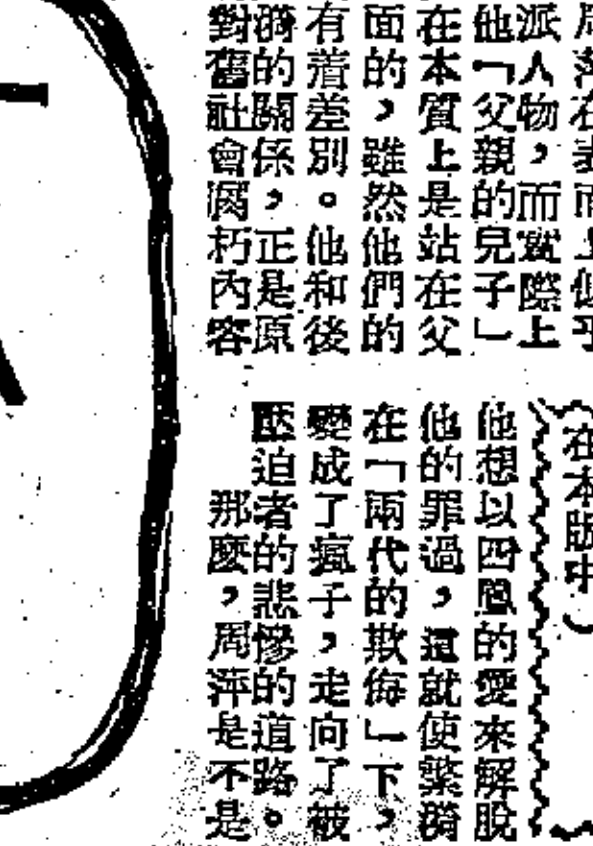 周萍在表面上似乎
派人物，而實際上
他「父親的兒子」
在本質上是站在父
面的，雖然他們的
有着差別。他和後
漪的關係，正是原
對舊社會腐朽內容
在本版中）
他想以四鳳的愛來解脫
他的罪過，這就使繁漪
在「兩代的欺侮」下，
變成了瘋子，走向了被
壓迫者的悲慘的道路。
那麼，周萍是不是